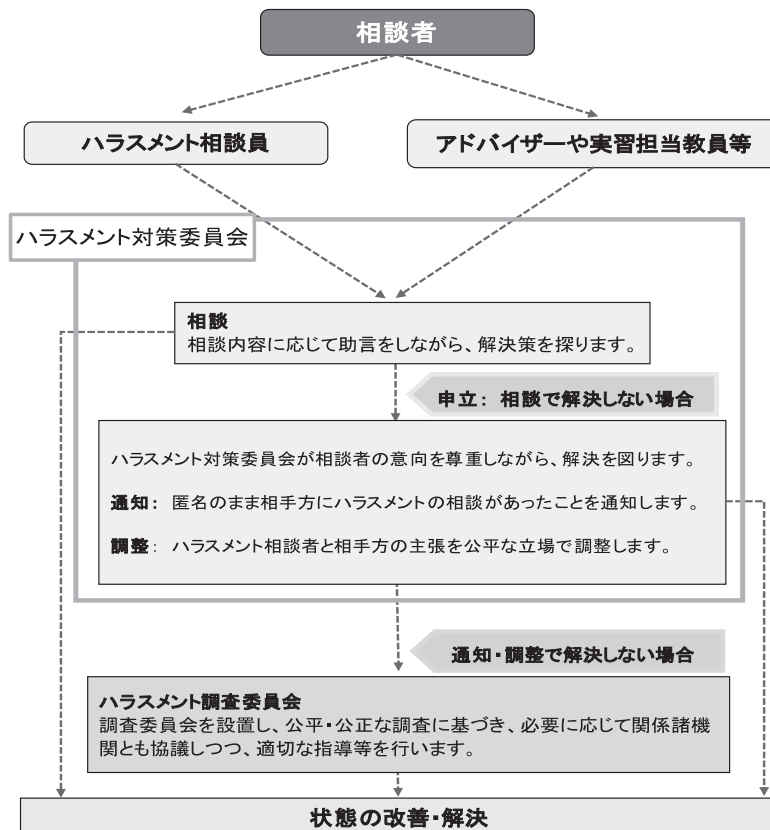 相談者
ハラスメント相談員
アドバイザーや実習担当教員等
ハラスメント対策委員会
相談
相談内容に応じて助言をしながら、解決策を探ります。
申立： 相談で解決しない場合
ハラスメント対策委員会が相談者の意向を尊重しながら、解決を図ります。
通知： 匿名のまま相手方にハラスメントの相談があったことを通知します。
調整： ハラスメント相談者と相手方の主張を公平な立場で調整します。
通知・調整で解決しない場合
ハラスメント調査委員会
調査委員会を設置し、公平・公正な調査に基づき、必要に応じて関係諸機
関とも協議しつつ、適切な指導等を行います。
状態の改善・解決